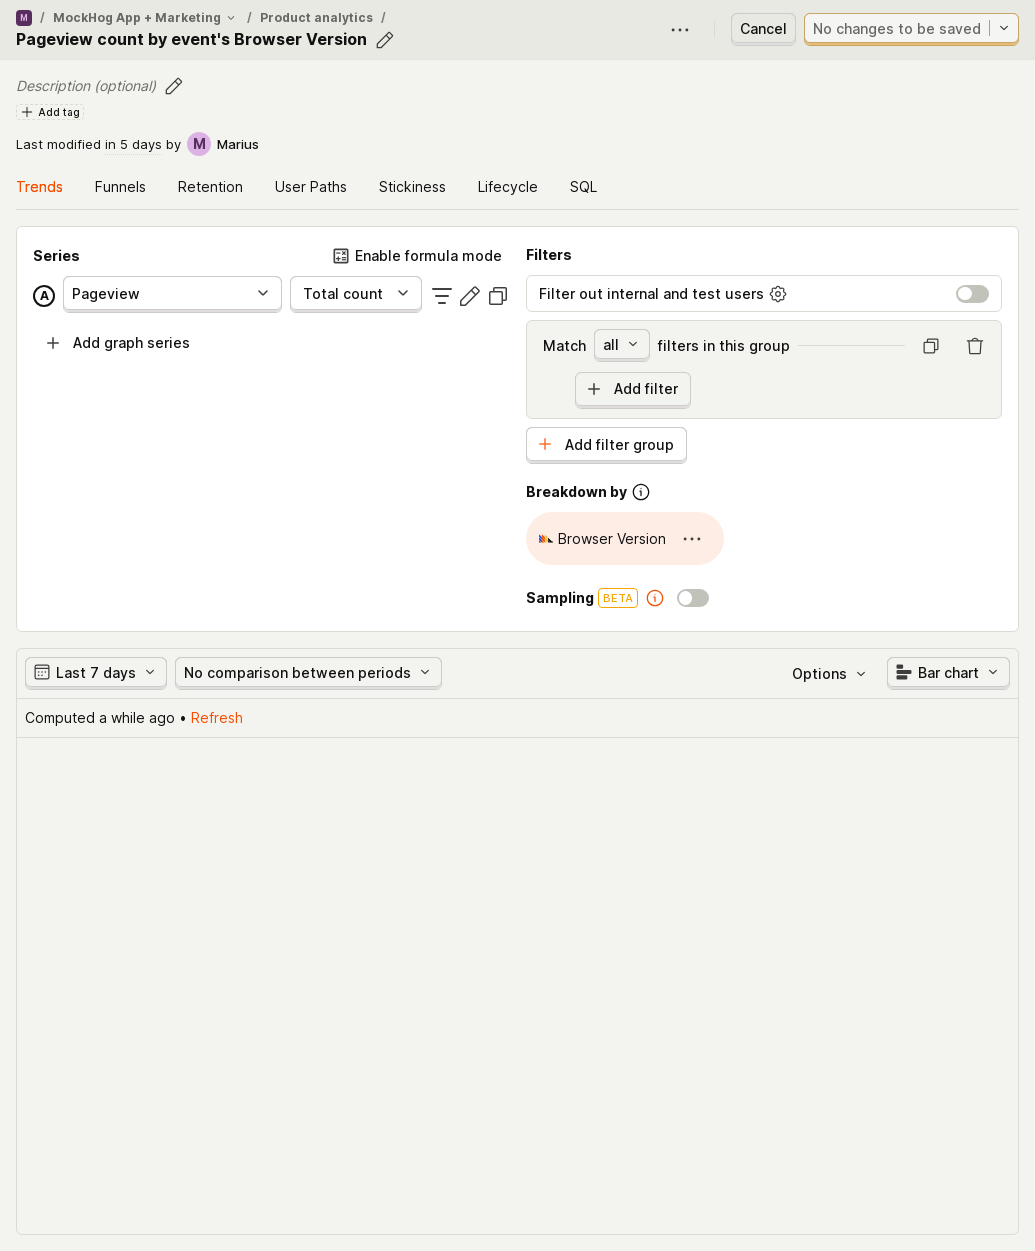 M / MockHog App + Marketing / Product analytics /
Pageview count by event's Browser Version
Cancel
No changes to be saved
Description (optional)
Add tag
Last modified in 5 days by M Marius
Trends Funnels Retention User Paths Stickiness Lifecycle SQL
Series
Enable formula mode
A Pageview Total count
Add graph series
Filters
Filter out internal and test users
Match all filters in this group
Add filter
Add filter group
Breakdown by
Browser Version
Sampling BETA
Last 7 days No comparison between periods Options Bar chart
Computed a while ago • Refresh